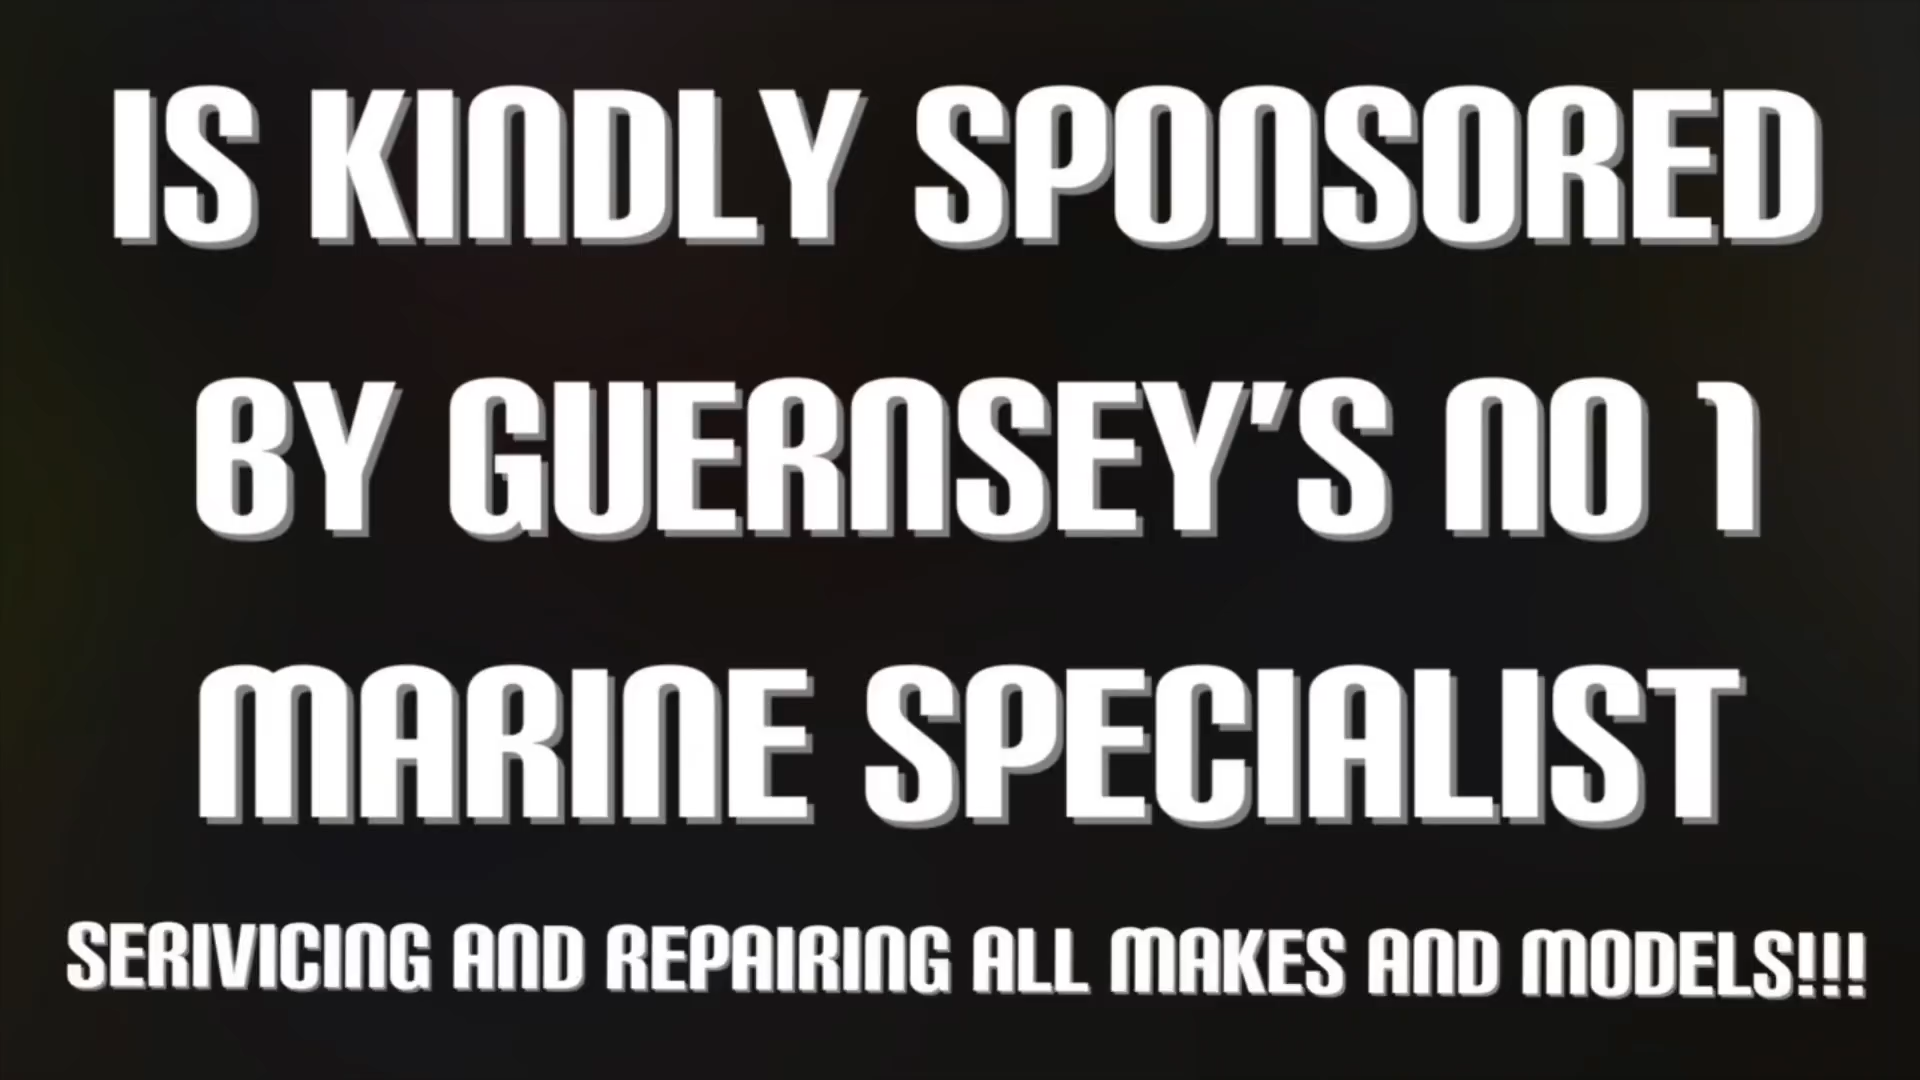 IS KINDLY SPONSORED
BY GUERNSEY'S NO 1
MARINE SPECIALIST
SERIVICING AND REPAIRING ALL MAKES AND MODELS!!!